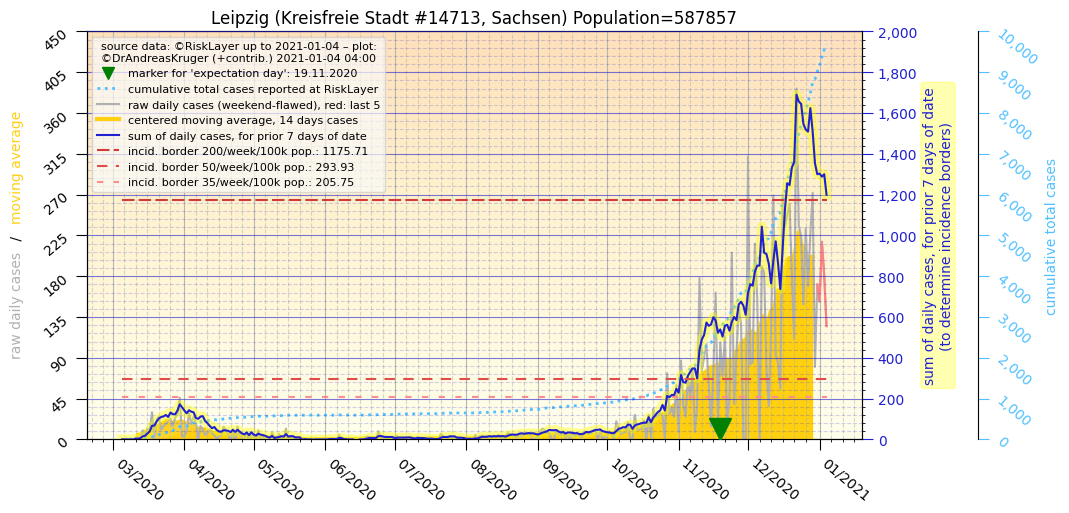 Leipzig (Kreisfreie Stadt #14713, Sachsen) Population=587857
source data: ©RiskLayer up to 2021-01-04 – plot:
©DrAndreasKruger (+contrib.) 2021-01-04 04:00
marker for 'expectation day': 19.11.2020
cumulative total cases reported at RiskLayer
raw daily cases (weekend-flawed), red: last 5
centered moving average, 14 days cases
sum of daily cases, for prior 7 days of date
incid. border 200/week/100k pop.: 1175.71
incid. border 50/week/100k pop.: 293.93
incid. border 35/week/100k pop.: 205.75
raw daily cases / moving average
450
405
360
315
270
225
180
135
90
45
0
03/2020
04/2020
05/2020
06/2020
07/2020
08/2020
09/2020
10/2020
11/2020
12/2020
01/2021
2,000
1,800
1,600
1,400
1,200
1,000
800
600
400
200
0
sum of daily cases, for prior 7 days of date
(to determine incidence borders)
10,000
9,000
8,000
7,000
6,000
5,000
4,000
3,000
2,000
1,000
0
cumulative total cases